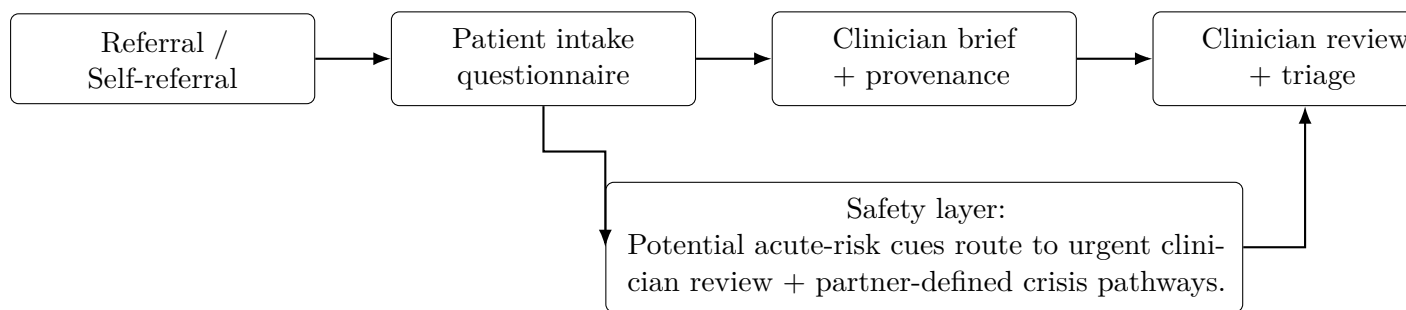 Referral /
Self-referral
Patient intake
questionnaire
Clinician brief
+ provenance
Clinician review
+ triage
Safety layer:
Potential acute-risk cues route to urgent clini-
cian review + partner-defined crisis pathways.